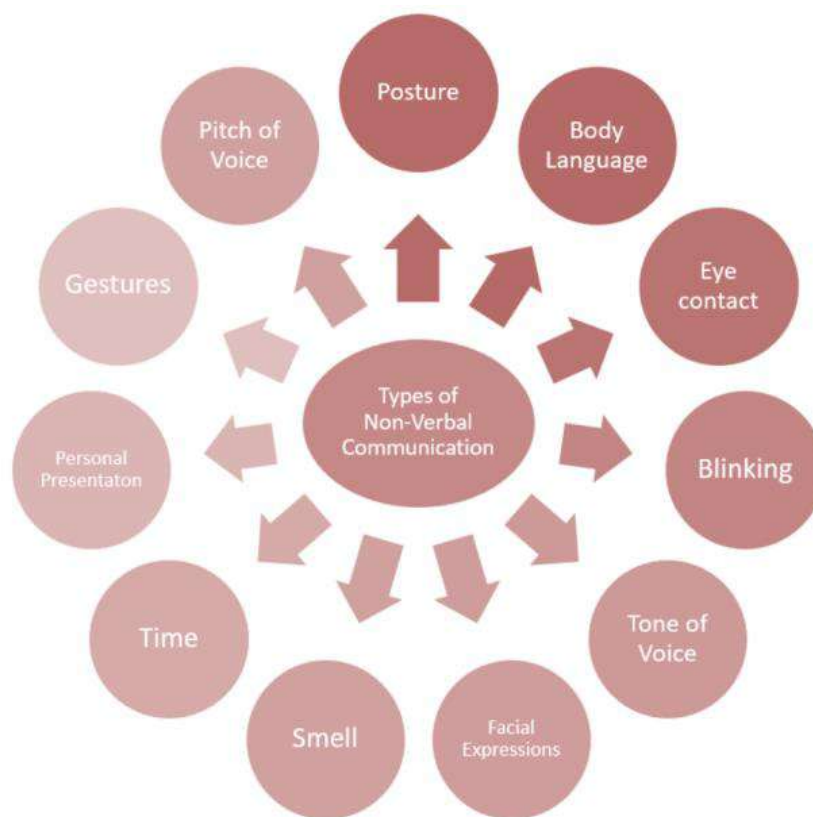 Types of
Non-Verbal
Communication
Posture
Body
Language
Eye
contact
Blinking
Tone of
Voice
Facial
Expressions
Smell
Time
Personal
Presentaton
Gestures
Pitch of
Voice